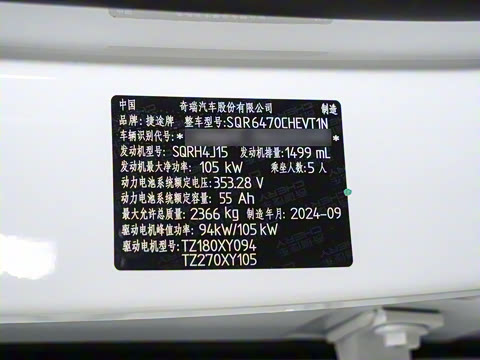 中国 奇瑞汽车股份有限公司 制造
品牌：捷途牌 整车型号：SQR6470CHEVT1N
车辆识别代号：* *
发动机型号：SQRH4J15 发动机排量：1499 mL
发动机最大净功率：105 kW 乘坐人数：5 人
动力电池系统额定电压：353.28 V
动力电池系统额定容量：55 Ah
最大允许总质量：2366 kg 制造年月：2024-09
驱动电机峰值功率：94kW/105 kW
驱动电机型号：TZ180XY094
TZ270XY105